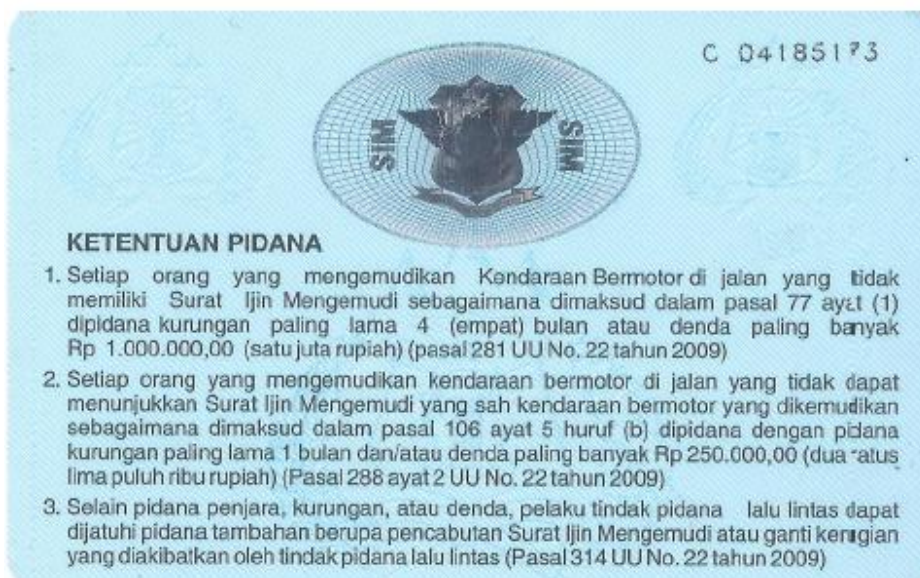 C 04185173
SIM SIM
KETENTUAN PIDANA
1. Setiap orang yang mengemudikan Kendaraan Bermotor di jalan yang tidak
memiliki Surat Ijin Mengemudi sebagaimana dimaksud dalam pasal 77 ayat (1)
dipidana kurungan paling lama 4 (empat) bulan atau denda paling banyak
Rp 1.000.000,00 (satu juta rupiah) (pasal 281 UU No. 22 tahun 2009)
2. Setiap orang yang mengemudikan kendaraan bermotor di jalan yang tidak dapat
menunjukkan Surat Ijin Mengemudi yang sah kendaraan bermotor yang dikemudikan
sebagaimana dimaksud dalam pasal 106 ayat 5 huruf (b) dipidana dengan pidana
kurungan paling lama 1 bulan dan/atau denda paling banyak Rp 250.000,00 (dua ratus
lima puluh ribu rupiah) (Pasal 288 ayat 2 UU No. 22 tahun 2009)
3. Selain pidana penjara, kurungan, atau denda, pelaku tindak pidana lalu lintas dapat
dijatuhi pidana tambahan berupa pencabutan Surat Ijin Mengemudi atau ganti kerugian
yang diakibatkan oleh tindak pidana lalu lintas (Pasal 314 UU No. 22 tahun 2009)